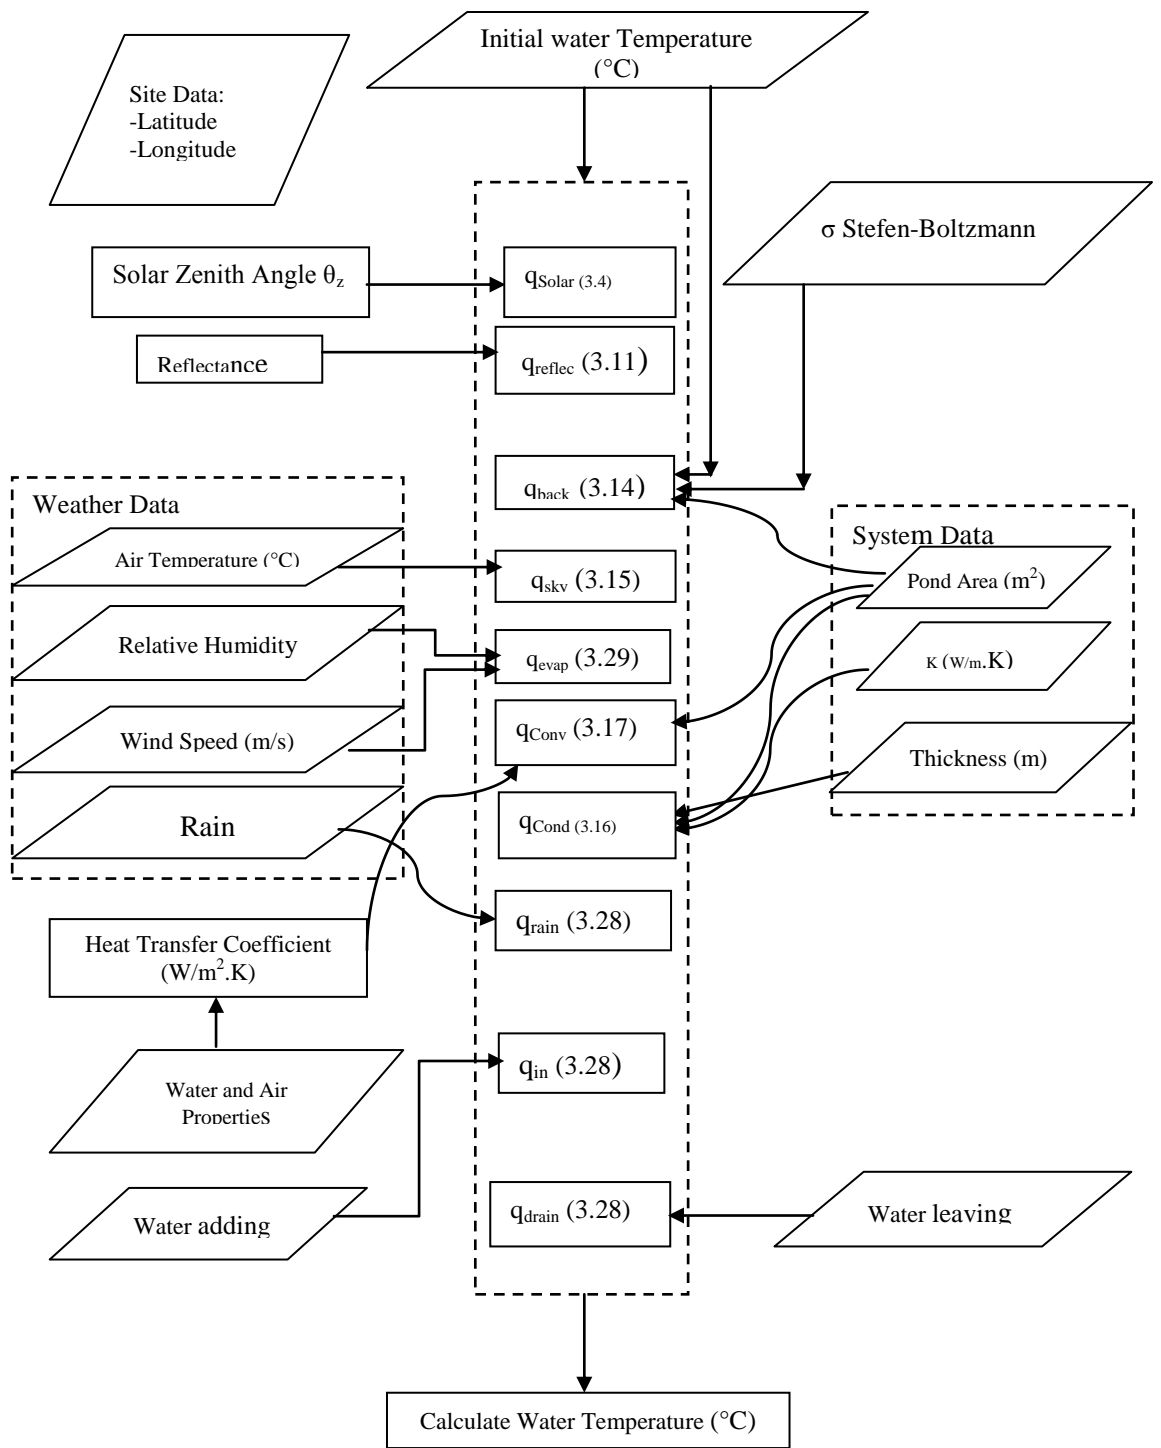 Initial water Temperature
(°C)
Site Data:
-Latitude
-Longitude
σ Stefen-Boltzmann
Solar Zenith Angle θz
qSolar (3.4)
Reflectance
qreflec (3.11)
qback (3.14)
Weather Data
System Data
Air Temperature (°C)
qsky (3.15)
Pond Area (m²)
Relative Humidity
qevap (3.29)
K (W/m.K)
Wind Speed (m/s)
qConv (3.17)
Thickness (m)
Rain
qCond (3.16)
qrain (3.28)
Heat Transfer Coefficient
(W/m².K)
qin (3.28)
Water and Air
Properties
Water adding
qdrain (3.28)
Water leaving
Calculate Water Temperature (°C)